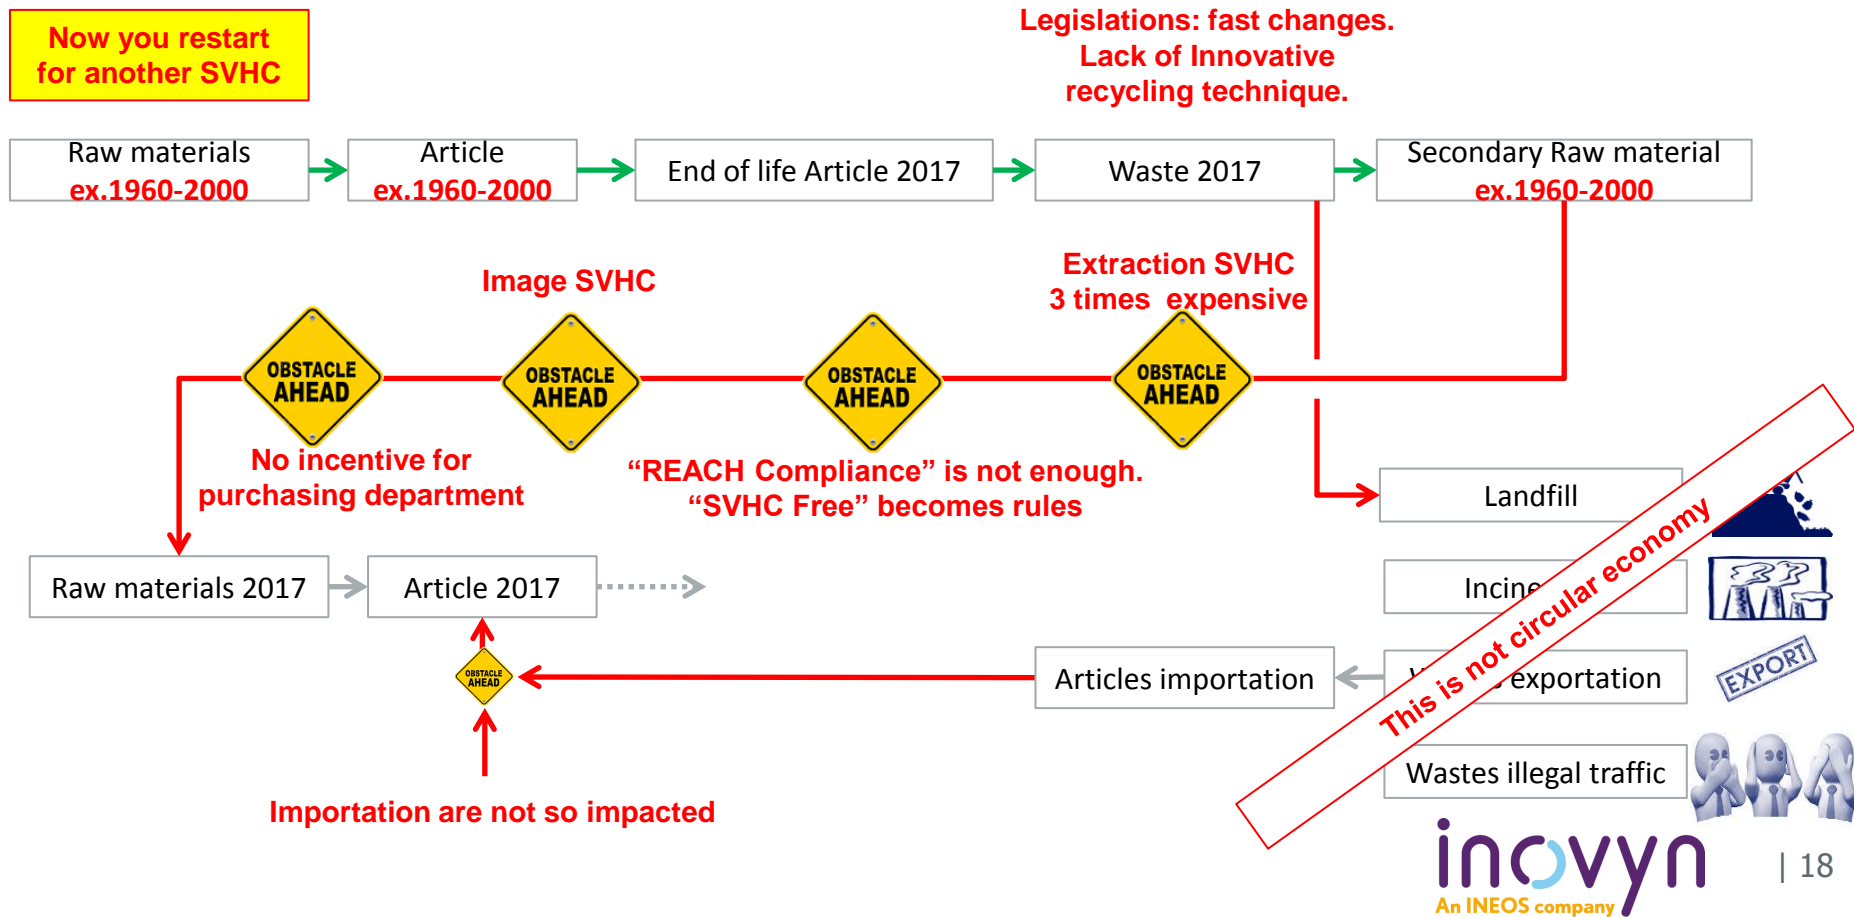 Now you restart
for another SVHC
Legislations: fast changes.
Lack of Innovative
recycling technique.
Raw materials
ex.1960-2000
Article
ex.1960-2000
End of life Article 2017
Waste 2017
Secondary Raw material
ex.1960-2000
Image SVHC
Extraction SVHC
3 times expensive
OBSTACLE
AHEAD
OBSTACLE
AHEAD
OBSTACLE
AHEAD
OBSTACLE
AHEAD
No incentive for
purchasing department
“REACH Compliance” is not enough.
“SVHC Free” becomes rules
Landfill
Raw materials 2017
Article 2017
Incine
This is not circular economy
OBSTACLE
AHEAD
Articles importation
exportation
EXPORT
Wastes illegal traffic
Importation are not so impacted
inovyn
An INEOS company
| 18